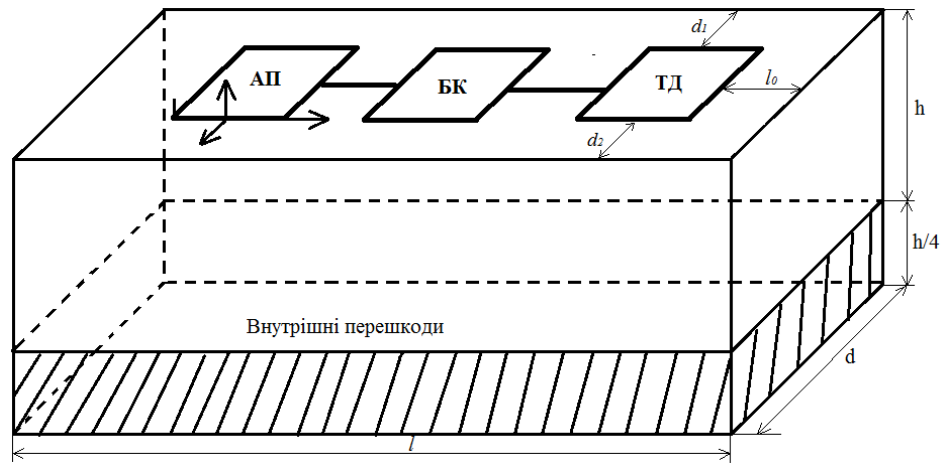 d₁
АП
БК
ТД
l₀
h
d₂
h/4
Внутрішні перешкоди
d
l